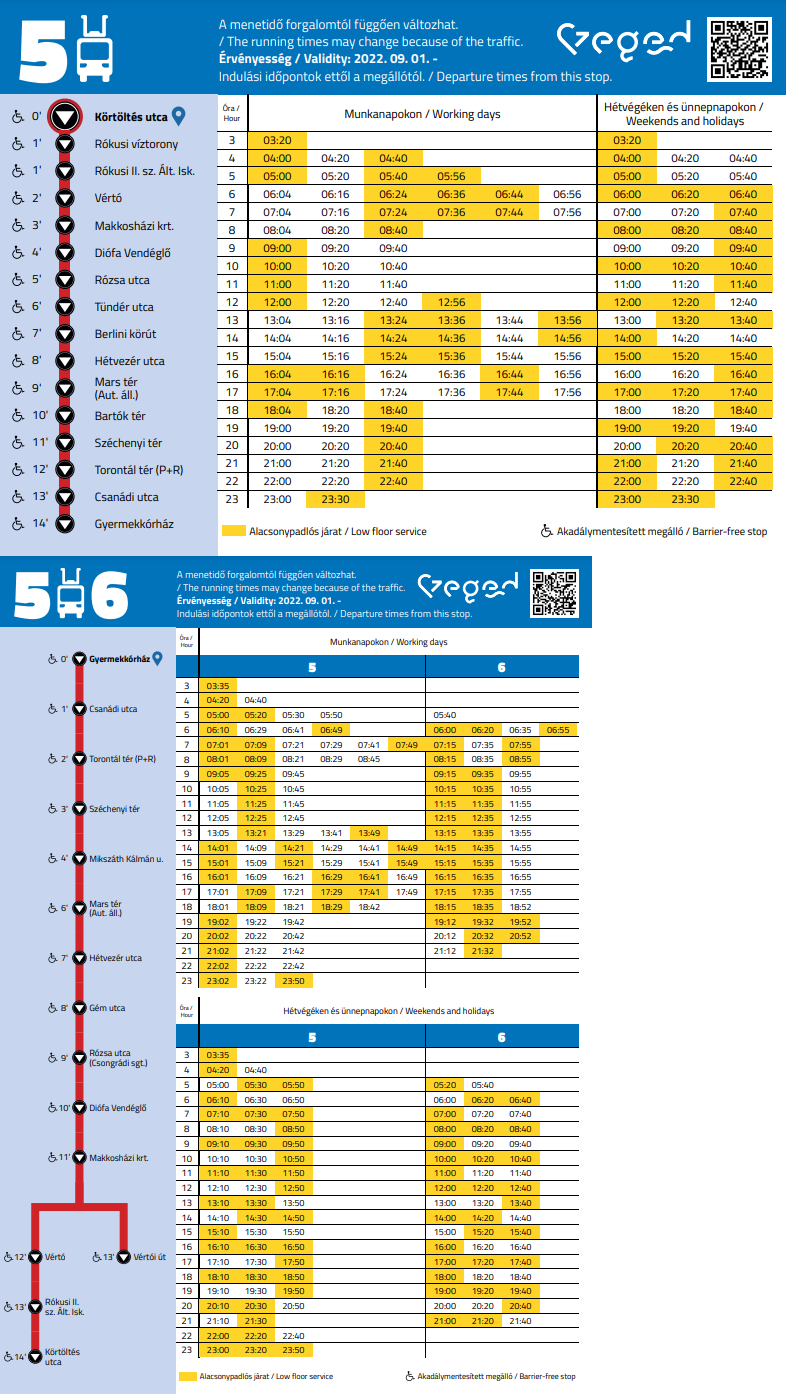 5
A menetidő forgalomtól függően változhat.
/ The running times may change because of the traffic.
Érvényesség / Validity: 2022. 09. 01. -
Indulási időpontok ettől a megállótól. / Departure times from this stop.
Szeged
0' Körtöltés utca
1' Rókusi víztorony
1' Rókusi II. sz. Ált. Isk.
2' Vértó
3' Makkosházi krt.
4' Diófa Vendéglő
5' Rózsa utca
6' Tündér utca
7' Berlini körút
8' Hétvezér utca
9' Mars tér
(Aut. áll.)
10' Bartók tér
11' Széchenyi tér
12' Torontál tér (P+R)
13' Csanádi utca
14' Gyermekkórház
Óra / Hour Munkanapokon / Working days Hétvégéken és ünnepnapokon / Weekends and holidays
3 03:20 03:20
4 04:00 04:20 04:40 04:00 04:20 04:40
5 05:00 05:20 05:40 05:56 05:00 05:20 05:40
6 06:04 06:16 06:24 06:36 06:44 06:56 06:00 06:20 06:40
7 07:04 07:16 07:24 07:36 07:44 07:56 07:00 07:20 07:40
8 08:04 08:20 08:40 08:00 08:20 08:40
9 09:00 09:20 09:40 09:00 09:20 09:40
10 10:00 10:20 10:40 10:00 10:20 10:40
11 11:00 11:20 11:40 11:00 11:20 11:40
12 12:00 12:20 12:40 12:56 12:00 12:20 12:40
13 13:04 13:16 13:24 13:36 13:44 13:56 13:00 13:20 13:40
14 14:04 14:16 14:24 14:36 14:44 14:56 14:00 14:20 14:40
15 15:04 15:16 15:24 15:36 15:44 15:56 15:00 15:20 15:40
16 16:04 16:16 16:24 16:36 16:44 16:56 16:00 16:20 16:40
17 17:04 17:16 17:24 17:36 17:44 17:56 17:00 17:20 17:40
18 18:04 18:20 18:40 18:00 18:20 18:40
19 19:00 19:20 19:40 19:00 19:20 19:40
20 20:00 20:20 20:40 20:00 20:20 20:40
21 21:00 21:20 21:40 21:00 21:20 21:40
22 22:00 22:20 22:40 22:00 22:20 22:40
23 23:00 23:30 23:00 23:30
Alacsonypadlós járat / Low floor service Akadálymentesített megálló / Barrier-free stop
5 6
A menetidő forgalomtól függően változhat.
/ The running times may change because of the traffic.
Érvényesség / Validity: 2022. 09. 01. -
Indulási időpontok ettől a megállótól. / Departure times from this stop.
Szeged
0' Gyermekkórház
1' Csanádi utca
2' Torontál tér (P+R)
3' Széchenyi tér
4' Mikszáth Kálmán u.
6' Mars tér
(Aut. áll.)
7' Hétvezér utca
8' Gém utca
9' Rózsa utca
(Csongrádi sgt.)
10' Diófa Vendéglő
11' Makkosházi krt.
12' Vértó 13' Vértói út
13' Rókusi II.
sz. Ált. Isk.
14' Körtöltés
utca
Óra / Hour Munkanapokon / Working days
5 6
3 03:35
4 04:20 04:40
5 05:00 05:20 05:30 05:50 05:40
6 06:10 06:29 06:41 06:49 06:00 06:20 06:35 06:55
7 07:01 07:09 07:21 07:29 07:41 07:49 07:15 07:35 07:55
8 08:01 08:09 08:21 08:29 08:45 08:15 08:35 08:55
9 09:05 09:25 09:45 09:15 09:35 09:55
10 10:05 10:25 10:45 10:15 10:35 10:55
11 11:05 11:25 11:45 11:15 11:35 11:55
12 12:05 12:25 12:45 12:15 12:35 12:55
13 13:05 13:21 13:29 13:41 13:49 13:15 13:35 13:55
14 14:01 14:09 14:21 14:29 14:41 14:49 14:15 14:35 14:55
15 15:01 15:09 15:21 15:29 15:41 15:49 15:15 15:35 15:55
16 16:01 16:09 16:21 16:29 16:41 16:49 16:15 16:35 16:55
17 17:01 17:09 17:21 17:29 17:41 17:49 17:15 17:35 17:55
18 18:01 18:09 18:21 18:29 18:42 18:15 18:35 18:52
19 19:02 19:22 19:42 19:12 19:32 19:52
20 20:02 20:22 20:42 20:12 20:32 20:52
21 21:02 21:22 21:42 21:12 21:32
22 22:02 22:22 22:42
23 23:02 23:22 23:50
Óra / Hour Hétvégéken és ünnepnapokon / Weekends and holidays
5 6
3 03:35
4 04:20 04:40
5 05:00 05:30 05:50 05:20 05:40
6 06:10 06:30 06:50 06:00 06:20 06:40
7 07:10 07:30 07:50 07:00 07:20 07:40
8 08:10 08:30 08:50 08:00 08:20 08:40
9 09:10 09:30 09:50 09:00 09:20 09:40
10 10:10 10:30 10:50 10:00 10:20 10:40
11 11:10 11:30 11:50 11:00 11:20 11:40
12 12:10 12:30 12:50 12:00 12:20 12:40
13 13:10 13:30 13:50 13:00 13:20 13:40
14 14:10 14:30 14:50 14:00 14:20 14:40
15 15:10 15:30 15:50 15:00 15:20 15:40
16 16:10 16:30 16:50 16:00 16:20 16:40
17 17:10 17:30 17:50 17:00 17:20 17:40
18 18:10 18:30 18:50 18:00 18:20 18:40
19 19:10 19:30 19:50 19:00 19:20 19:40
20 20:10 20:30 20:50 20:00 20:20 20:40
21 21:10 21:30 21:00 21:20 21:40
22 22:00 22:20 22:40
23 23:00 23:20 23:50
Alacsonypadlós járat / Low floor service Akadálymentesített megálló / Barrier-free stop